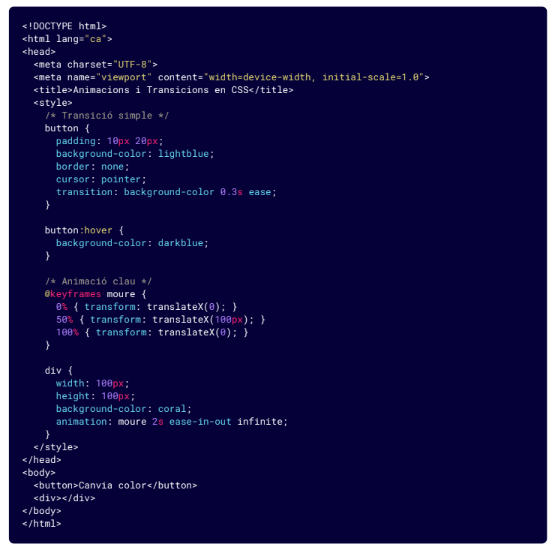 <!DOCTYPE html>
<html lang="ca">
<head>
  <meta charset="UTF-8">
  <meta name="viewport" content="width=device-width, initial-scale=1.0">
  <title>Animacions i Transicions en CSS</title>
  <style>
    /* Transició simple */
    button {
      padding: 10px 20px;
      background-color: lightblue;
      border: none;
      cursor: pointer;
      transition: background-color 0.3s ease;
    }

    button:hover {
      background-color: darkblue;
    }

    /* Animació clau */
    @keyframes moure {
      0% { transform: translateX(0); }
      50% { transform: translateX(100px); }
      100% { transform: translateX(0); }
    }

    div {
      width: 100px;
      height: 100px;
      background-color: coral;
      animation: moure 2s ease-in-out infinite;
    }
  </style>
</head>
<body>
  <button>Canvia color</button>
  <div></div>
</body>
</html>